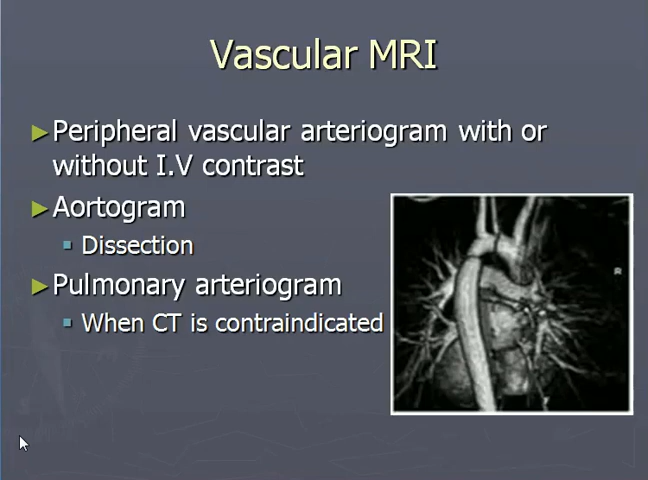 Vascular MRI
Peripheral vascular arteriogram with or
without I.V contrast
Aortogram
Dissection
Pulmonary arteriogram
When CT is contraindicated